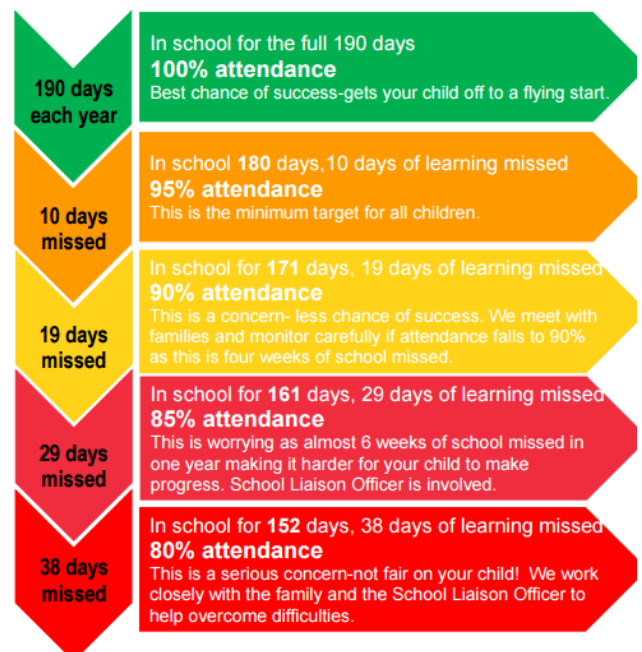 190 days
each year
In school for the full 190 days
100% attendance
Best chance of success-gets your child off to a flying start.
10 days
missed
In school 180 days,10 days of learning missed
95% attendance
This is the minimum target for all children.
19 days
missed
In school for 171 days, 19 days of learning missed
90% attendance
This is a concern- less chance of success. We meet with
families and monitor carefully if attendance falls to 90%
as this is four weeks of school missed.
29 days
missed
In school for 161 days, 29 days of learning missed
85% attendance
This is worrying as almost 6 weeks of school missed in
one year making it harder for your child to make
progress. School Liaison Officer is involved.
38 days
missed
In school for 152 days, 38 days of learning missed
80% attendance
This is a serious concern-not fair on your child!  We work
closely with the family and the School Liaison Officer to
help overcome difficulties.